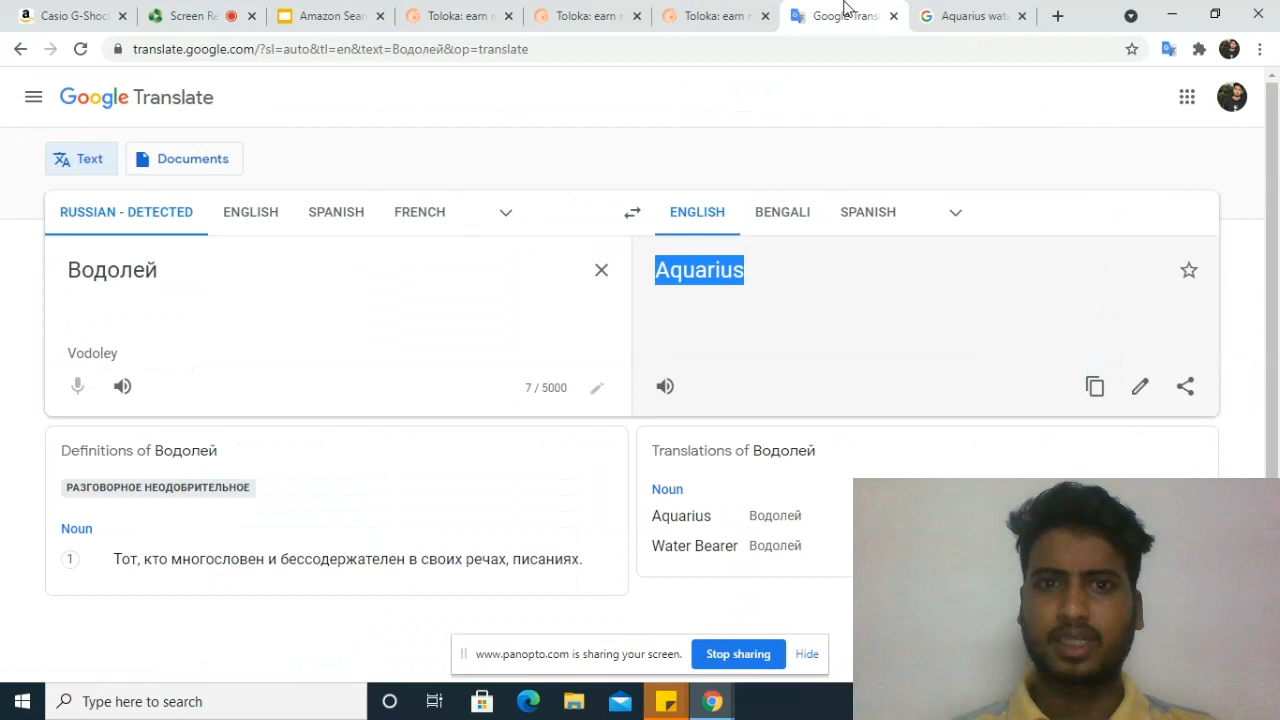 Casio G-Shoc
Screen Re
Amazon Searc
Toloka: earn m
Toloka: earn m
Toloka: earn m
Google Transl
Aquarius wate
translate.google.com/?sl=auto&tl=en&text=Водолей&op=translate
Google Translate
Text
Documents
RUSSIAN - DETECTED
ENGLISH
SPANISH
FRENCH
ENGLISH
BENGALI
SPANISH
Водолей
Aquarius
Vodoley
7 / 5000
Definitions of Водолей
РАЗГОВОРНОЕ НЕОДОБРИТЕЛЬНОЕ
Noun
1 Тот, кто многословен и бессодержателен в своих речах, писаниях.
Translations of Водолей
Noun
Aquarius Водолей
Water Bearer Водолей
www.panopto.com is sharing your screen.
Stop sharing
Hide
Type here to search